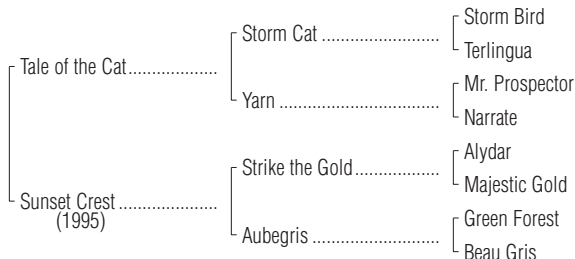 Storm Bird
Storm Cat ........................
Terlingua
Tale of the Cat..................
Mr. Prospector
Yarn ................................
Narrate
Alydar
Strike the Gold.................
Majestic Gold
Sunset Crest ....................
(1995)
Green Forest
Aubegris .........................
Beau Gris